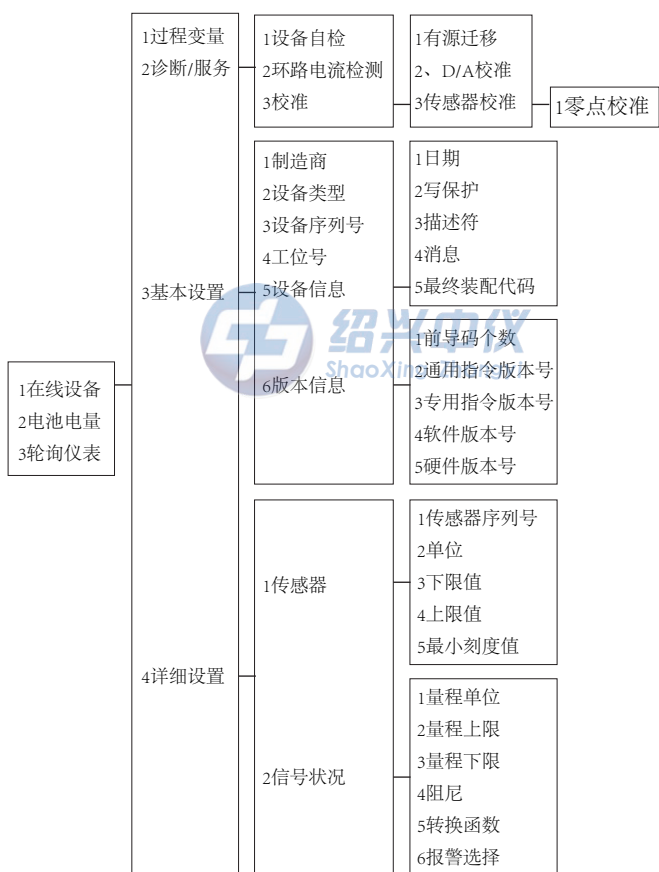 1在线设备
2电池电量
3轮询仪表
1过程变量
2诊断/服务
3基本设置
4详细设置
1设备自检
2环路电流检测
3校准
1有源迁移
2、D/A校准
3传感器校准
1零点校准
1制造商
2设备类型
3设备序列号
4工位号
5设备信息
6版本信息
1日期
2写保护
3描述符
4消息
5最终装配代码
1前导码个数
2通用指令版本号
3专用指令版本号
4软件版本号
5硬件版本号
1传感器
2信号状况
1传感器序列号
2单位
3下限值
4上限值
5最小刻度值
1量程单位
2量程上限
3量程下限
4阻尼
5转换函数
6报警选择
绍兴中仪
ShaoXing ZhongYi